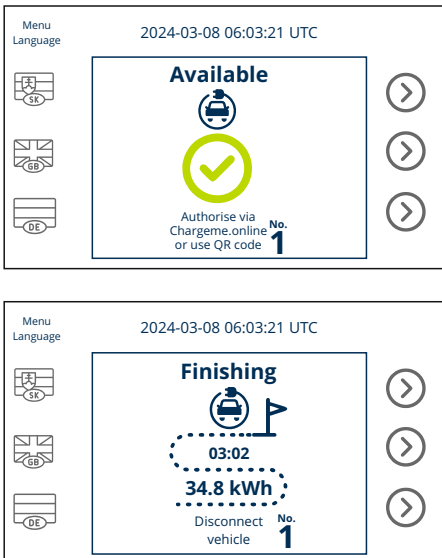 Menu
Language
2024-03-08 06:03:21 UTC
SK
GB
DE
Available
Authorise via
Chargeme.online
or use QR code
No.
1
Menu
Language
2024-03-08 06:03:21 UTC
SK
GB
DE
Finishing
03:02
34.8 kWh
Disconnect
vehicle
No.
1